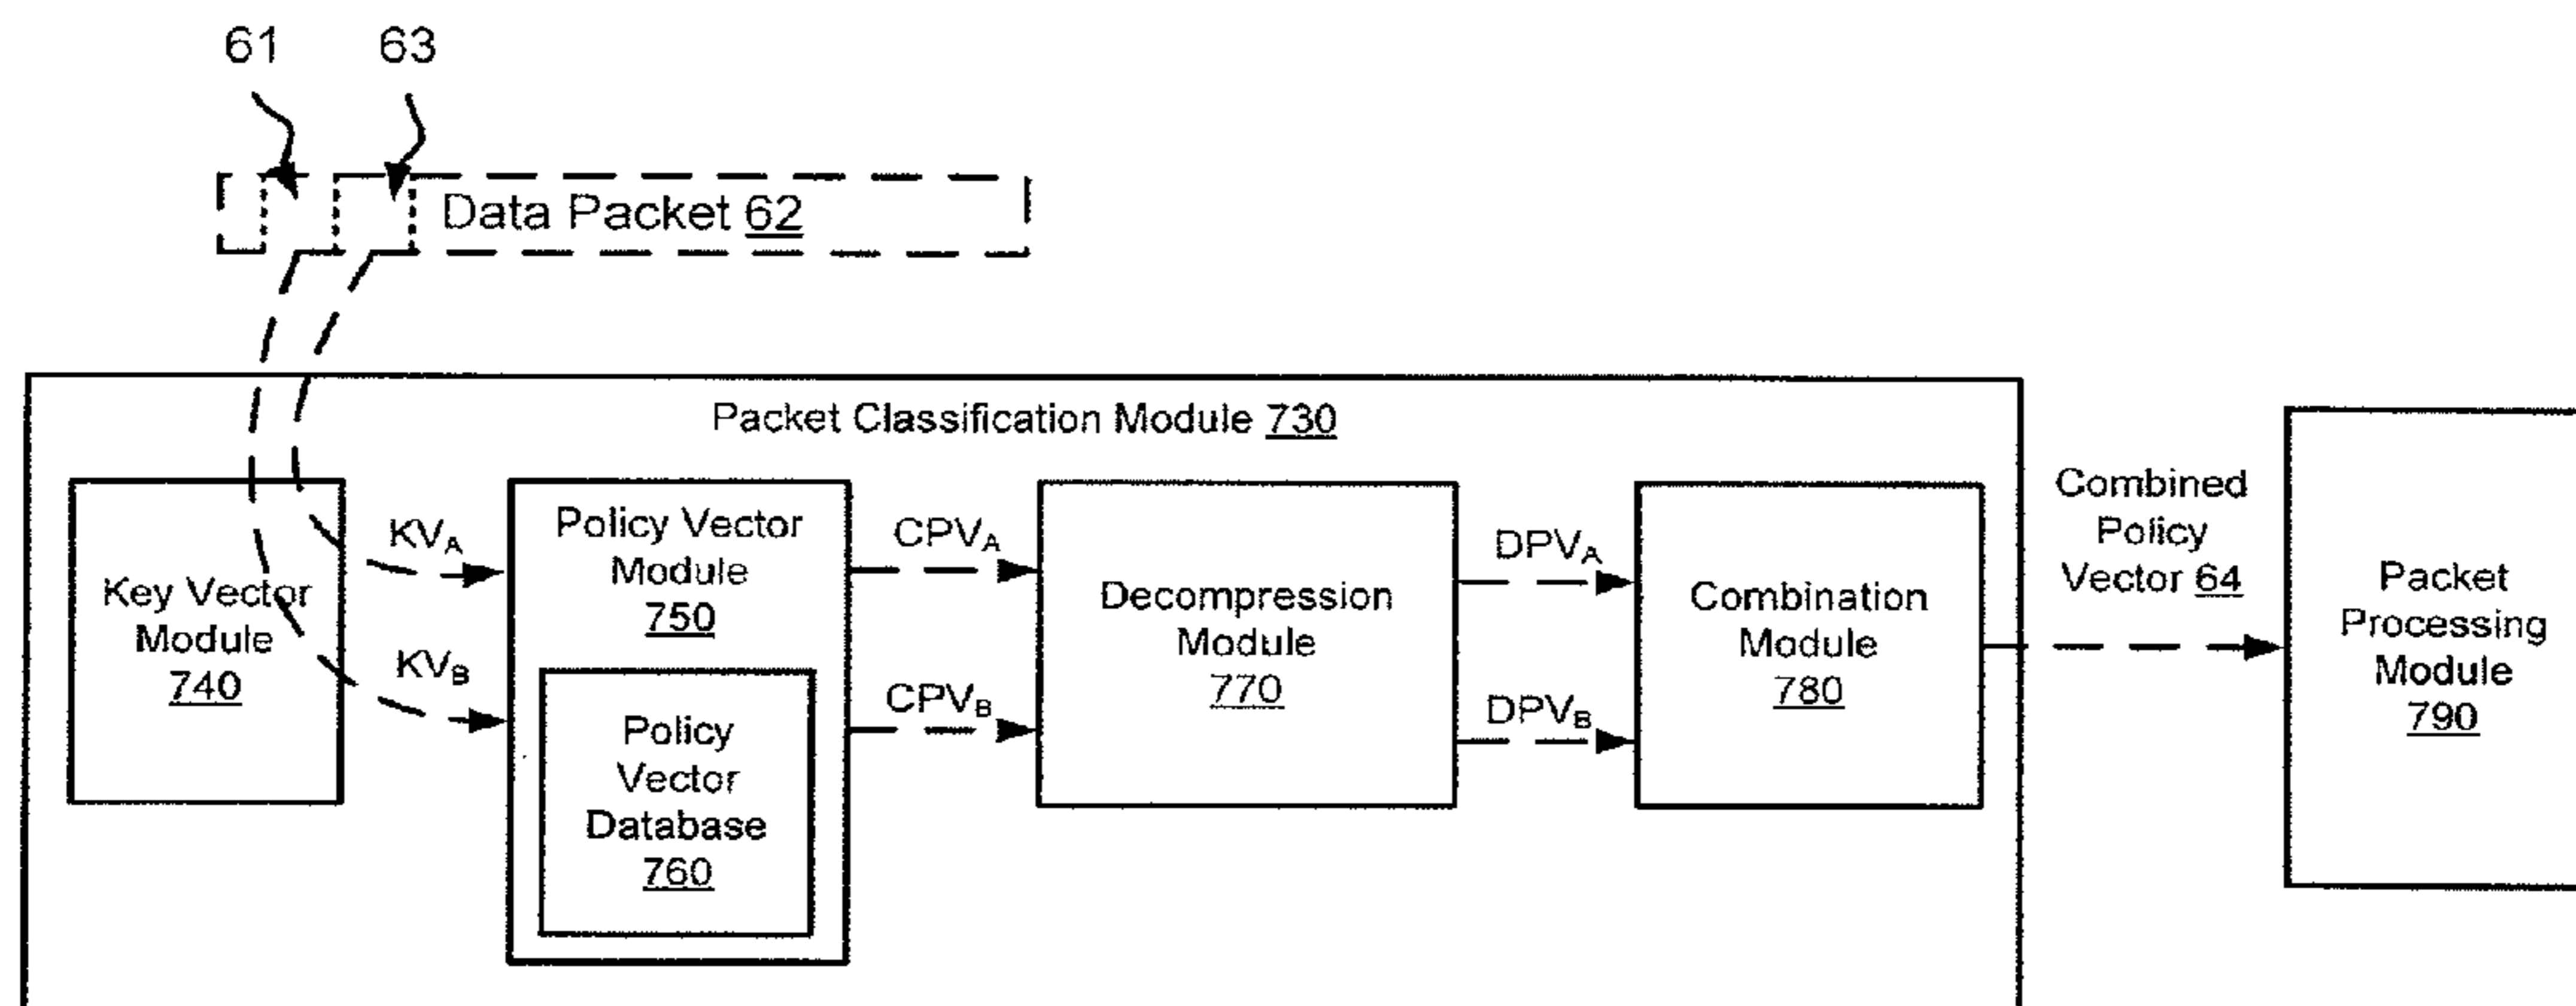 61 63
Data Packet 62
Packet Classification Module 730
Key Vector
Module
740
KVA
KVB
Policy Vector
Module
750
Policy
Vector
Database
760
CPVA
CPVB
Decompression
Module
770
DPVA
DPVB
Combination
Module
780
Combined
Policy
Vector 64
Packet
Processing
Module
790